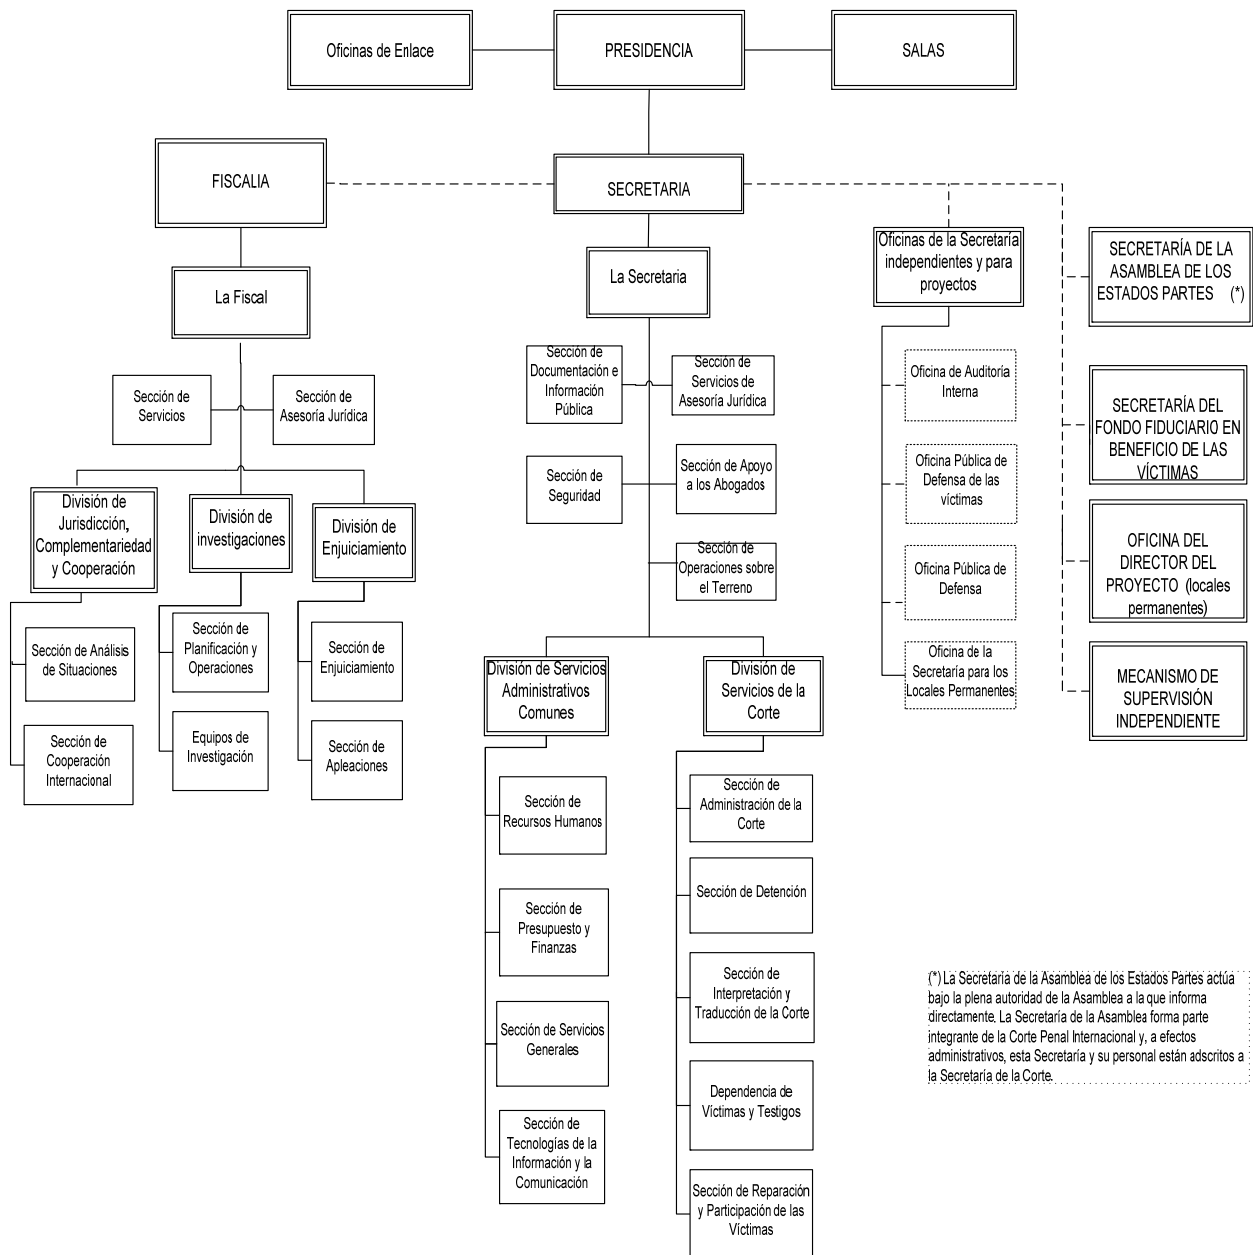 Oficinas de Enlace
PRESIDENCIA
SALAS
FISCALIA
SECRETARIA
La Fiscal
La Secretaria
Oficinas de la Secretaría
independientes y para
proyectos
SECRETARÍA DE LA
ASAMBLEA DE LOS
ESTADOS PARTES (*)
Sección de
Servicios
Sección de
Asesoría Jurídica
Sección de
Documentación e
Información
Pública
Sección de
Servicios de
Asesoría Jurídica
Oficina de Auditoría
Interna
SECRETARÍA DEL
FONDO FIDUCIARIO EN
BENEFICIO DE LAS
VÍCTIMAS
Sección de
Seguridad
Sección de Apoyo
a los Abogados
Oficina Pública de
Defensa de las
víctimas
División de
Jurisdicción,
Complementariedad
y Cooperación
División de
investigaciones
División de
Enjuiciamiento
Sección de
Operaciones sobre
el Terreno
Oficina Pública de
Defensa
OFICINA DEL
DIRECTOR DEL
PROYECTO (locales
permanentes)
Sección de Análisis
de Situaciones
Sección de
Planificación y
Operaciones
Sección de
Enjuiciamiento
División de Servicios
Administrativos
Comunes
División de
Servicios de la
Corte
Oficina de la
Secretaría para los
Locales Permanentes
MECANISMO DE
SUPERVISIÓN
INDEPENDIENTE
Sección de
Cooperación
Internacional
Equipos de
Investigación
Sección de
Apleaciones
Sección de
Recursos Humanos
Sección de
Administración de la
Corte
Sección de
Presupuesto y
Finanzas
Sección de Detención
Sección de Servicios
Generales
Sección de
Interpretación y
Traducción de la Corte
Sección de
Tecnologías de la
Información y la
Comunicación
Dependencia de
Víctimas y Testigos
Sección de Reparación
y Participación de las
Víctimas
(*) La Secretaría de la Asamblea de los Estados Partes actúa
bajo la plena autoridad de la Asamblea a la que informa
directamente. La Secretaría de la Asamblea forma parte
integrante de la Corte Penal Internacional y, a efectos
administrativos, esta Secretaría y su personal están adscritos a
la Secretaría de la Corte.